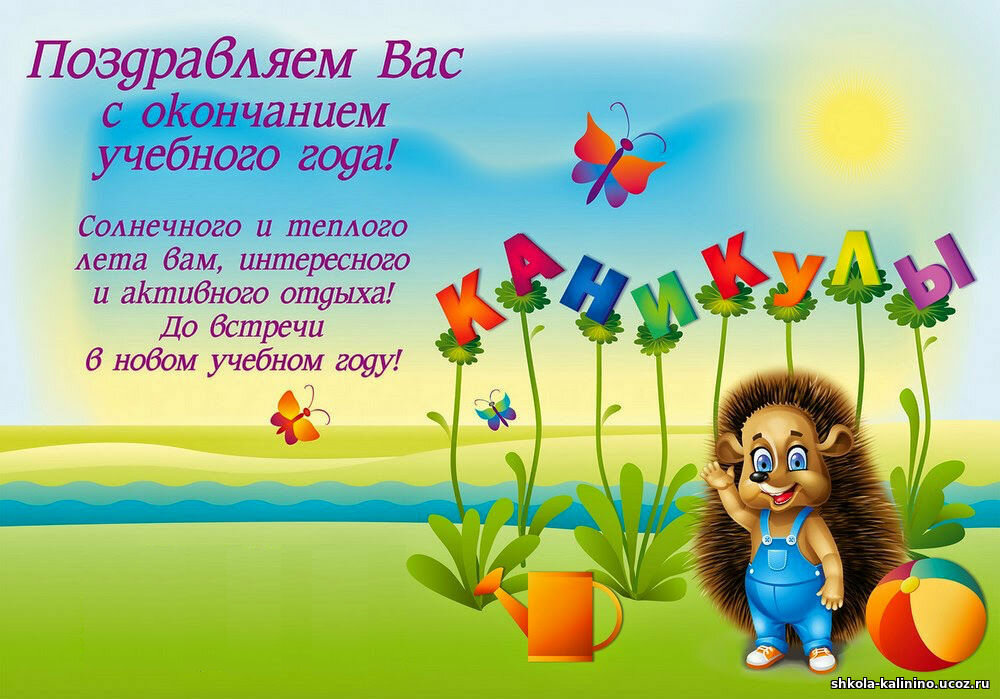 Поздравляем Вас
с окончанием
учебного года!
Солнечного и теплого
лета вам, интересного
и активного отдыха!
До встречи
в новом учебном году!
КАНИКУЛЫ
shkola-kalinino.ucoz.ru